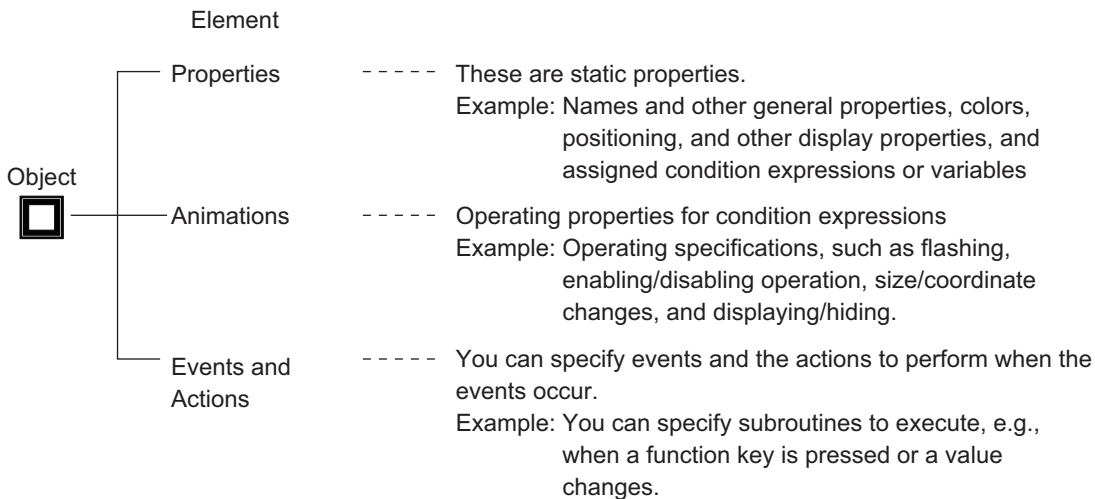 Element
Object
Properties
These are static properties.
Example: Names and other general properties, colors,
positioning, and other display properties, and
assigned condition expressions or variables
Animations
Operating properties for condition expressions
Example: Operating specifications, such as flashing,
enabling/disabling operation, size/coordinate
changes, and displaying/hiding.
Events and
Actions
You can specify events and the actions to perform when the
events occur.
Example: You can specify subroutines to execute, e.g.,
when a function key is pressed or a value
changes.